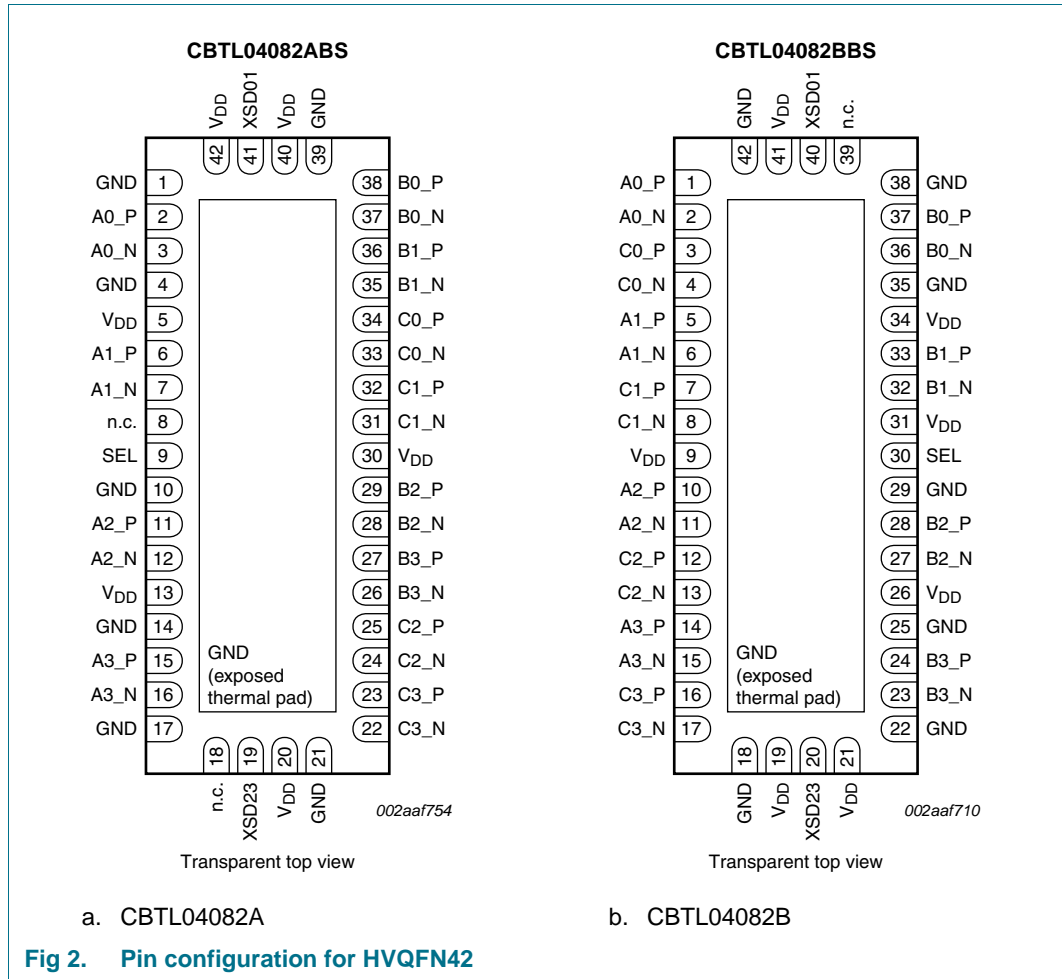 CBTL04082ABS
VDD XSD01 VDD GND
42 41 40 39
GND 1 38 B0_P
A0_P 2 37 B0_N
A0_N 3 36 B1_P
GND 4 35 B1_N
VDD 5 34 C0_P
A1_P 6 33 C0_N
A1_N 7 32 C1_P
n.c. 8 31 C1_N
SEL 9 30 VDD
GND 10 29 B2_P
A2_P 11 28 B2_N
A2_N 12 27 B3_P
VDD 13 26 B3_N
GND 14 25 C2_P
A3_P 15 24 C2_N
A3_N 16 23 C3_P
GND 17 22 C3_N
GND
(exposed
thermal pad)
18 19 20 21
n.c. XSD23 VDD GND
002aaf754
Transparent top view
a. CBTL04082A
CBTL04082BBS
GND VDD XSD01 n.c.
42 41 40 39
A0_P 1 38 GND
A0_N 2 37 B0_P
C0_P 3 36 B0_N
C0_N 4 35 GND
A1_P 5 34 VDD
A1_N 6 33 B1_P
C1_P 7 32 B1_N
C1_N 8 31 VDD
VDD 9 30 SEL
A2_P 10 29 GND
A2_N 11 28 B2_P
C2_P 12 27 B2_N
C2_N 13 26 VDD
A3_P 14 25 GND
A3_N 15 24 B3_P
C3_P 16 23 B3_N
C3_N 17 22 GND
GND
(exposed
thermal pad)
18 19 20 21
GND VDD XSD23 VDD
002aaf710
Transparent top view
b. CBTL04082B
Fig 2. Pin configuration for HVQFN42